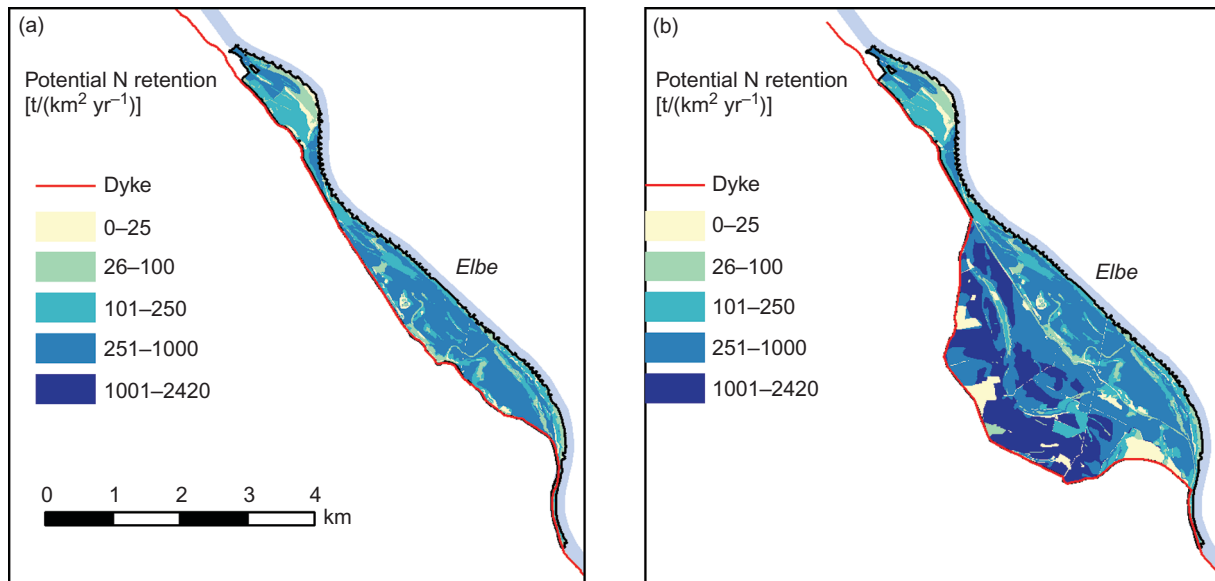 (a)
Potential N retention
[t/(km² yr⁻¹)]
Dyke
0–25
26–100
101–250
251–1000
1001–2420
Elbe
0 1 2 3 4
km
(b)
Potential N retention
[t/(km² yr⁻¹)]
Dyke
0–25
26–100
101–250
251–1000
1001–2420
Elbe